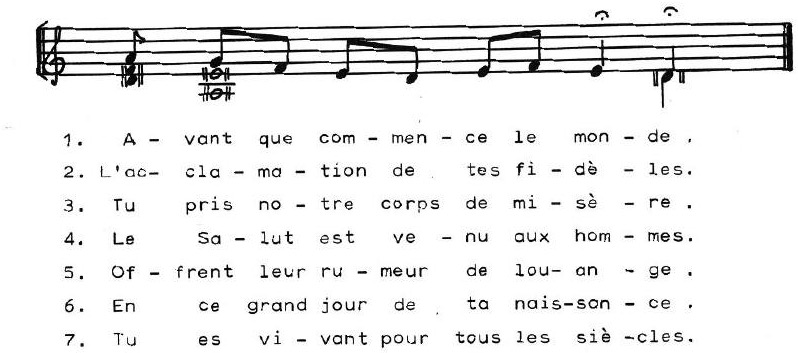 1. A - vant que com - men - ce le mon - de .
2. L'ac- cla - ma - tion de tes fi - dè - les.
3. Tu pris no - tre corps de mi - sè - re .
4. Le Sa - lut est ve - nu aux hom - mes.
5. Of - frent leur ru - meur de lou- an - ge .
6. En ce grand jour de ta nais-san - ce .
7. Tu es vi - vant pour tous les siè -cles.